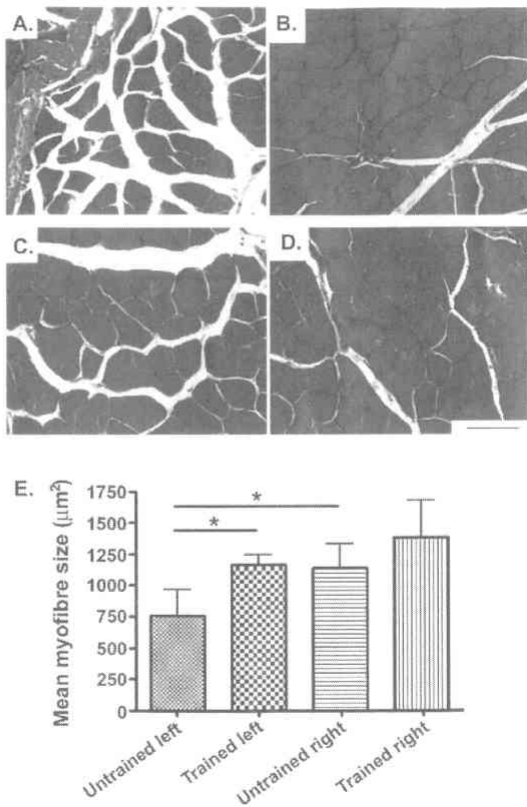 A.
B.
C.
D.
E.
Mean myofibre size (μm²)
1750
1500
1250
1000
750
500
250
0
*
*
Untrained left
Trained left
Untrained right
Trained right